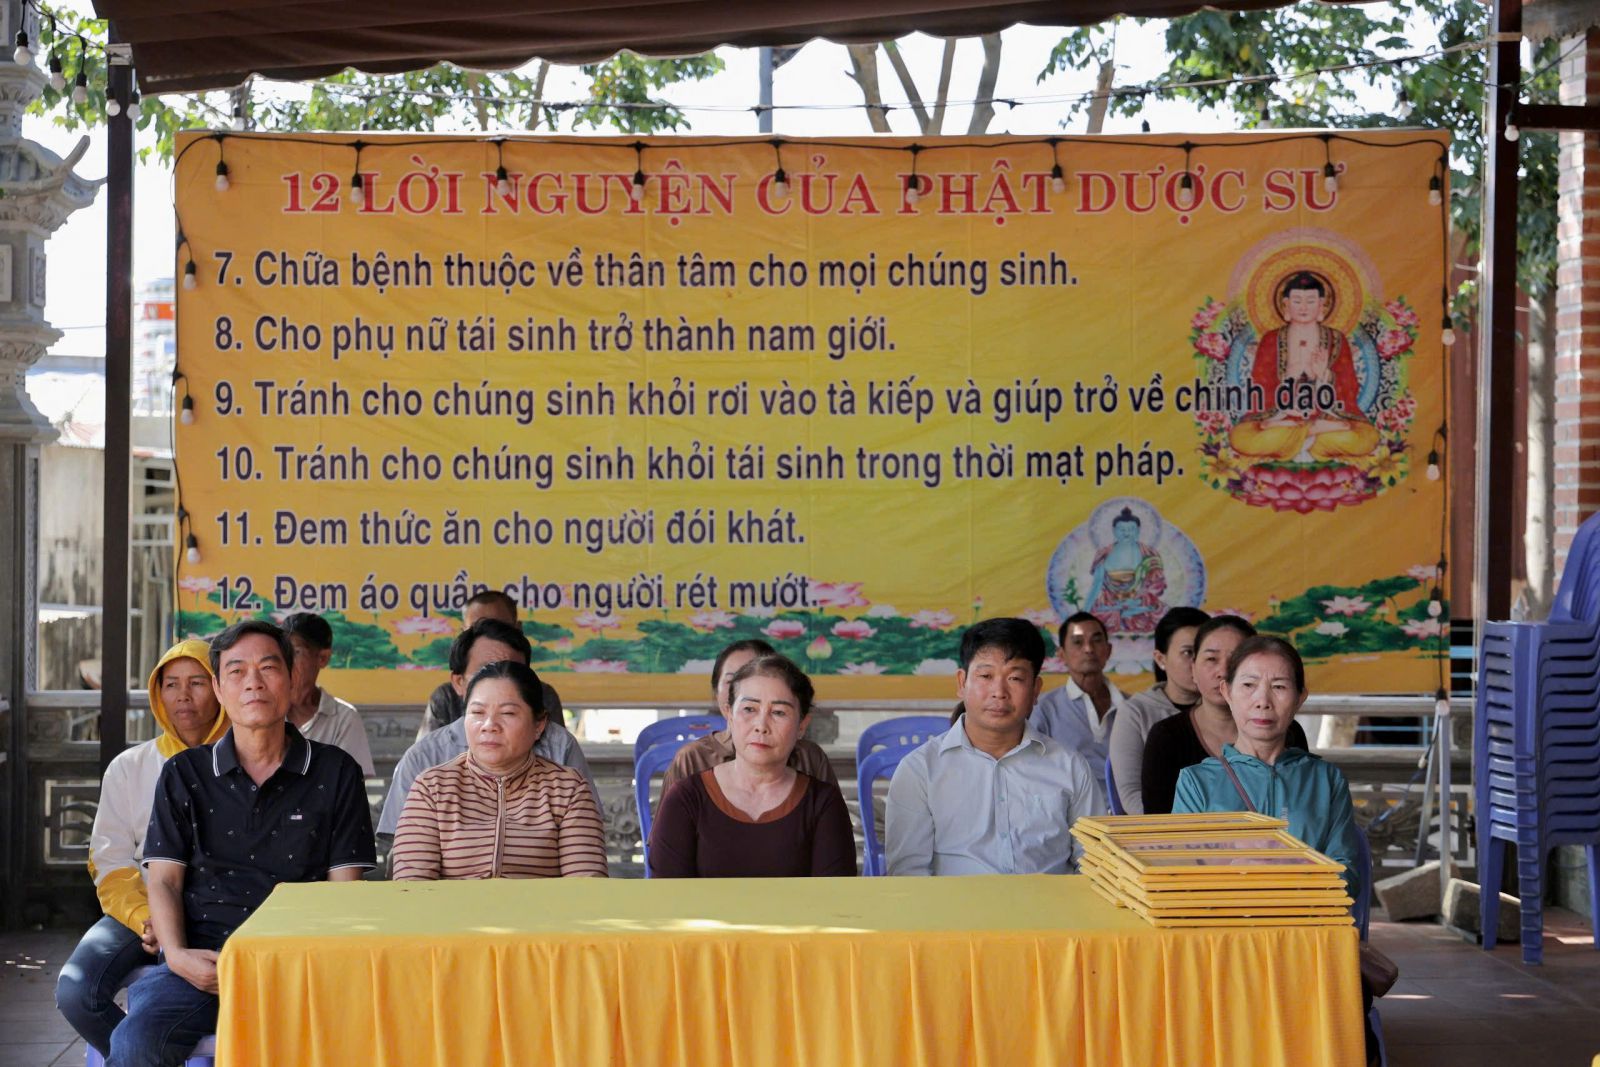 12 LỜI NGUYỆN CỦA PHẬT DƯỢC SƯ
7. Chữa bệnh thuộc về thân tâm cho mọi chúng sinh.
8. Cho phụ nữ tái sinh trở thành nam giới.
9. Tránh cho chúng sinh khỏi rơi vào tà kiếp và giúp trở về chính đạo.
10. Tránh cho chúng sinh khỏi tái sinh trong thời mạt pháp.
11. Đem thức ăn cho người đói khát.
12. Đem áo quần cho người rét mướt.